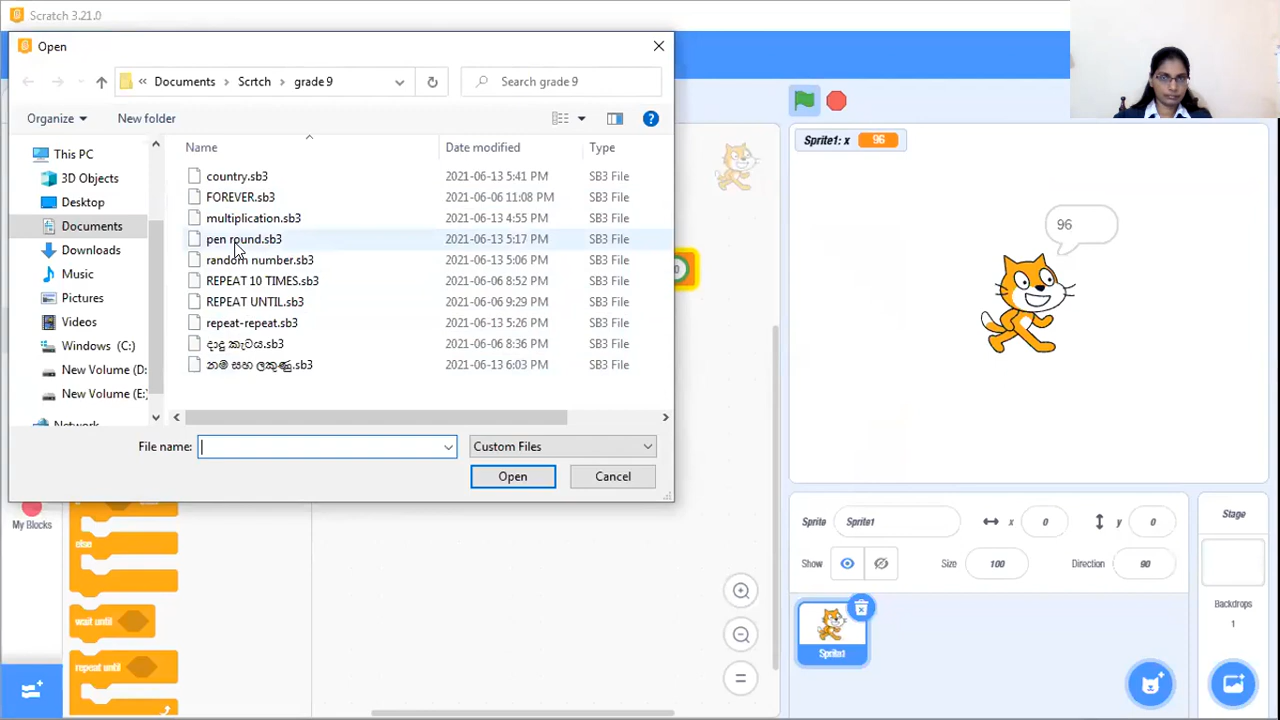 Scratch 3.21.0
Open
« Documents › Scrtch › grade 9
Search grade 9
Organize
New folder
Name Date modified Type
This PC
3D Objects
Desktop
Documents
Downloads
Music
Pictures
Videos
Windows (C:)
New Volume (D:
New Volume (E:)
Network
country.sb3 2021-06-13 5:41 PM SB3 File
FOREVER.sb3 2021-06-06 11:08 PM SB3 File
multiplication.sb3 2021-06-13 4:55 PM SB3 File
pen round.sb3 2021-06-13 5:17 PM SB3 File
random number.sb3 2021-06-13 5:06 PM SB3 File
REPEAT 10 TIMES.sb3 2021-06-06 8:52 PM SB3 File
REPEAT UNTIL.sb3 2021-06-06 9:29 PM SB3 File
repeat-repeat.sb3 2021-06-13 5:26 PM SB3 File
දාදු කැටය.sb3 2021-06-06 8:36 PM SB3 File
නම සහ ලකුණු.sb3 2021-06-13 6:03 PM SB3 File
File name:
Custom Files
Open
Cancel
Sprite1: x 96
96
My Blocks
else
wait until
repeat until
Sprite Sprite1 x 0 y 0
Show Size 100 Direction 90
Sprite1
Stage
Backdrops
1